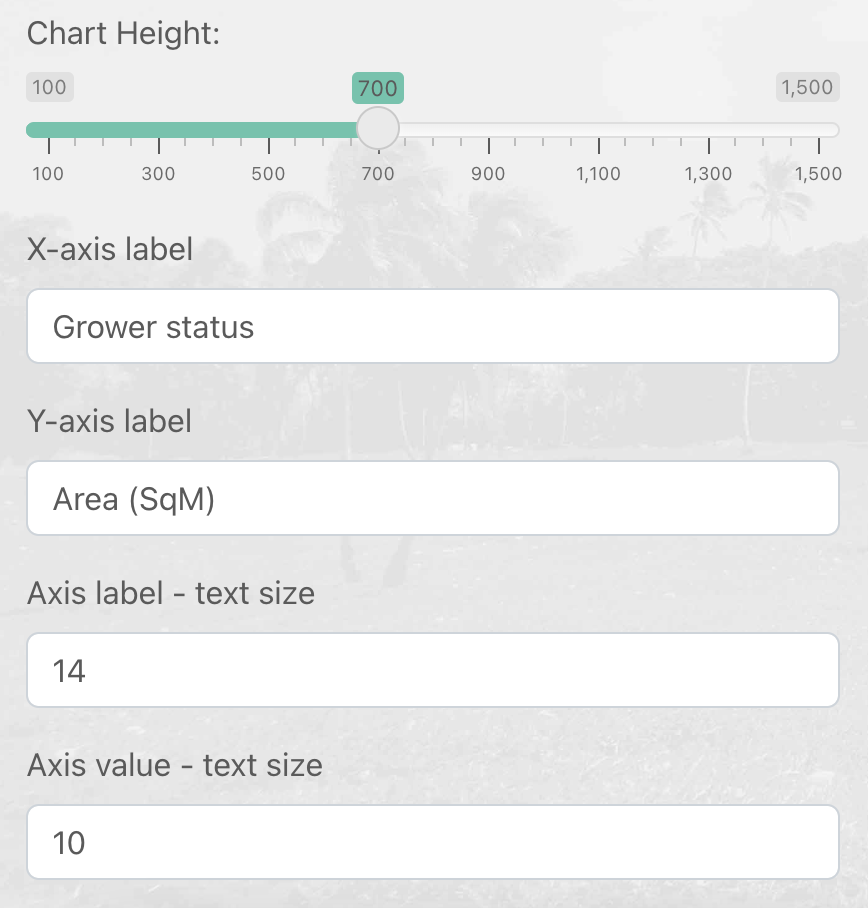 Chart Height:
100 700 1,500
100 300 500 700 900 1,100 1,300 1,500
X-axis label
Grower status
Y-axis label
Area (SqM)
Axis label - text size
14
Axis value - text size
10